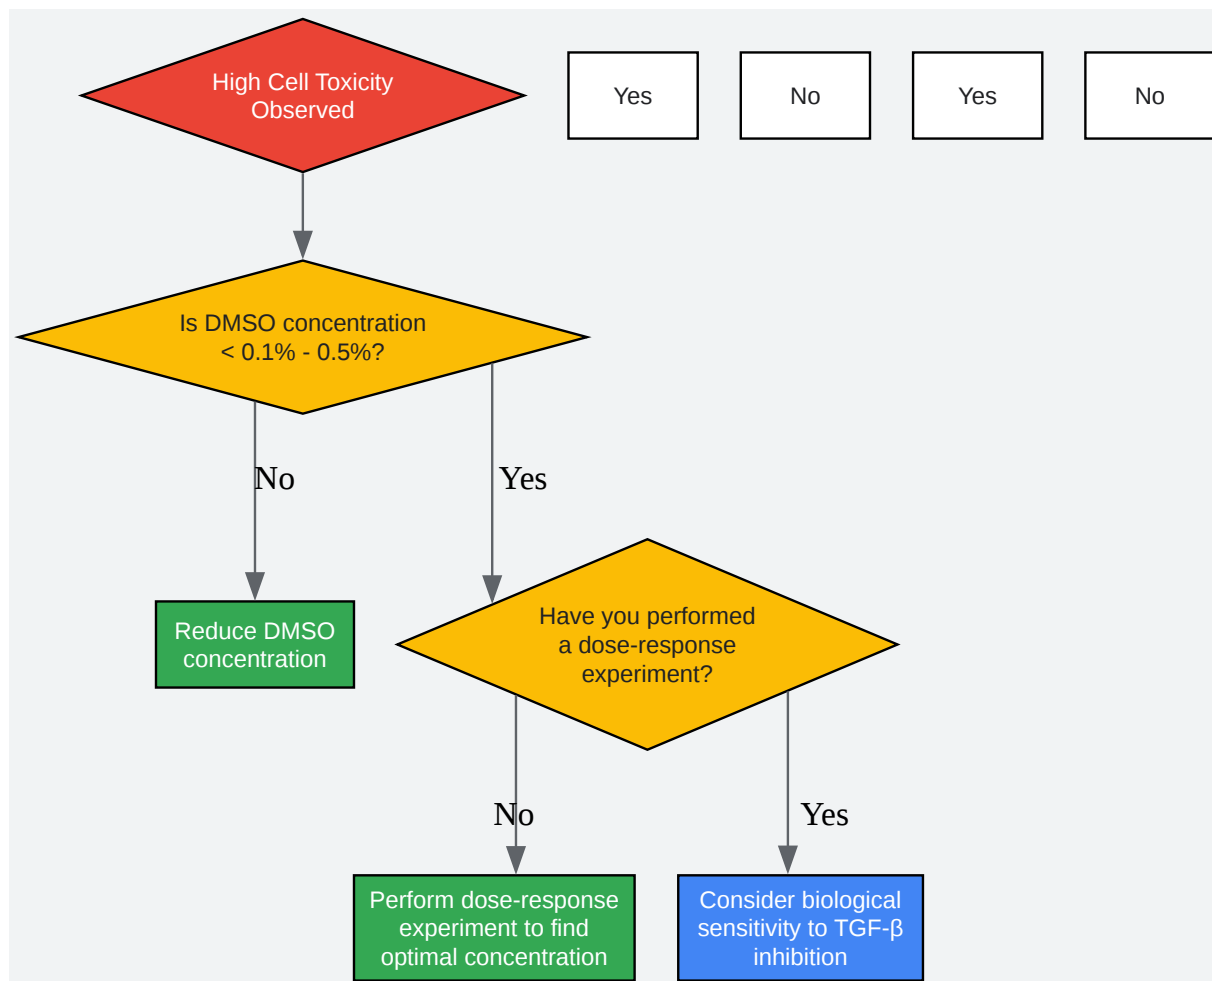 High Cell Toxicity
Observed
Yes
No
Yes
No
Is DMSO concentration
< 0.1% - 0.5%?
No
Yes
Reduce DMSO
concentration
Have you performed
a dose-response
experiment?
No
Yes
Perform dose-response
experiment to find
optimal concentration
Consider biological
sensitivity to TGF-β
inhibition